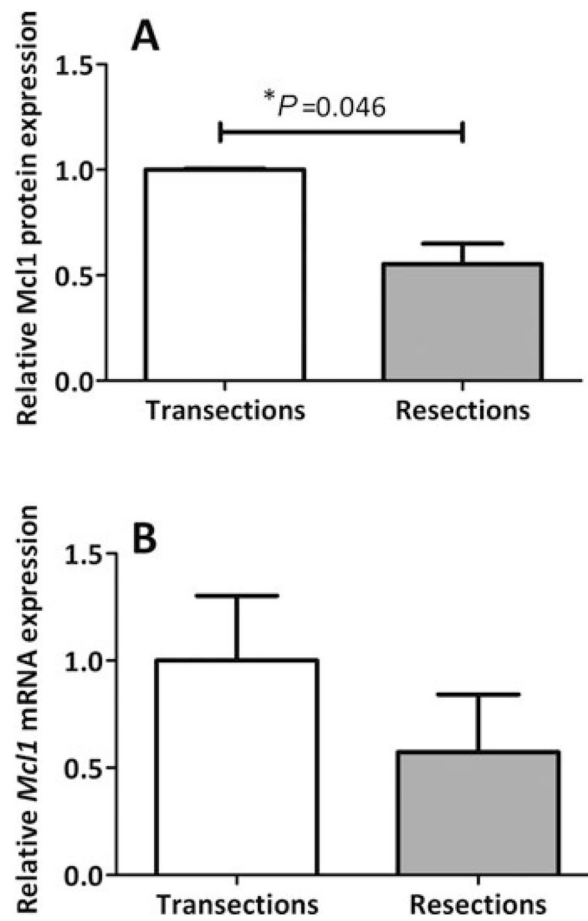 A
Relative Mcl1 protein expression
1.5
*P=0.046
1.0
0.5
0.0
Transections Resections
B
Relative Mcl1 mRNA expression
1.5
1.0
0.5
0.0
Transections Resections